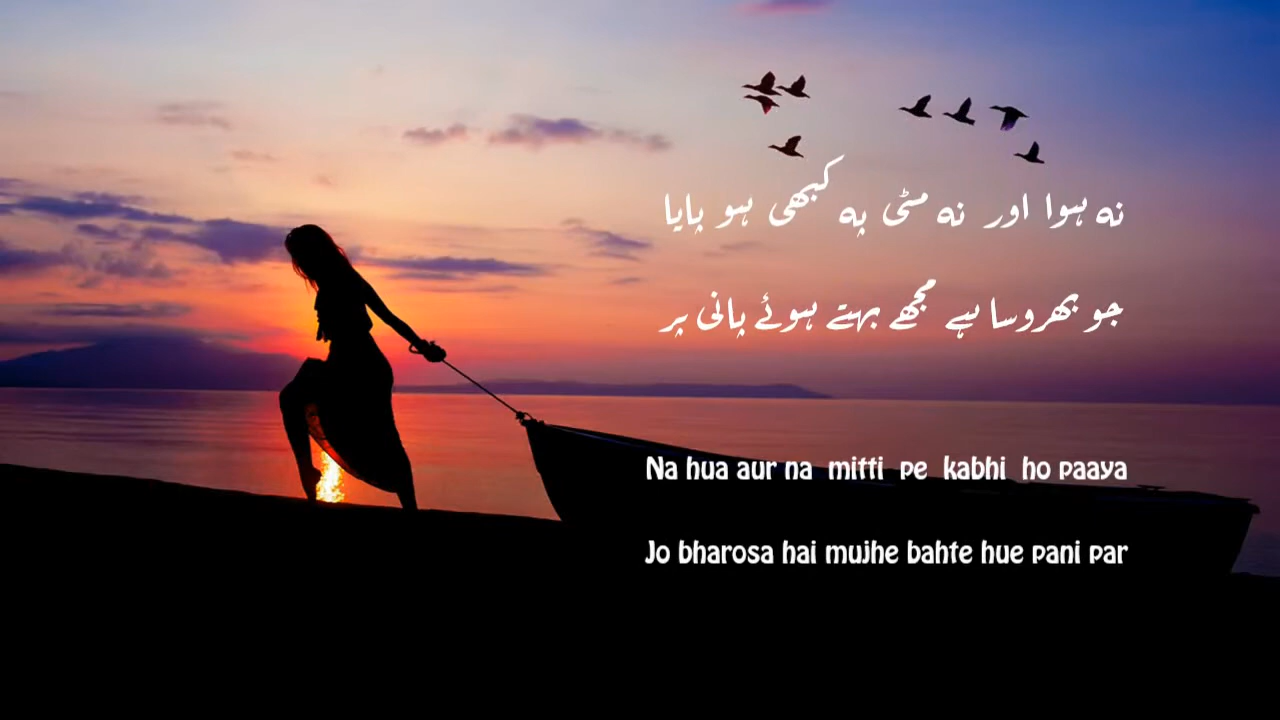 نہ ہوا اور نہ مٹی پہ کبھی ہو پایا
جو بھروسا ہے مجھے بہتے ہوئے پانی پر
Na hua aur na mitti pe kabhi ho paaya
Jo bharosa hai mujhe bahte hue pani par